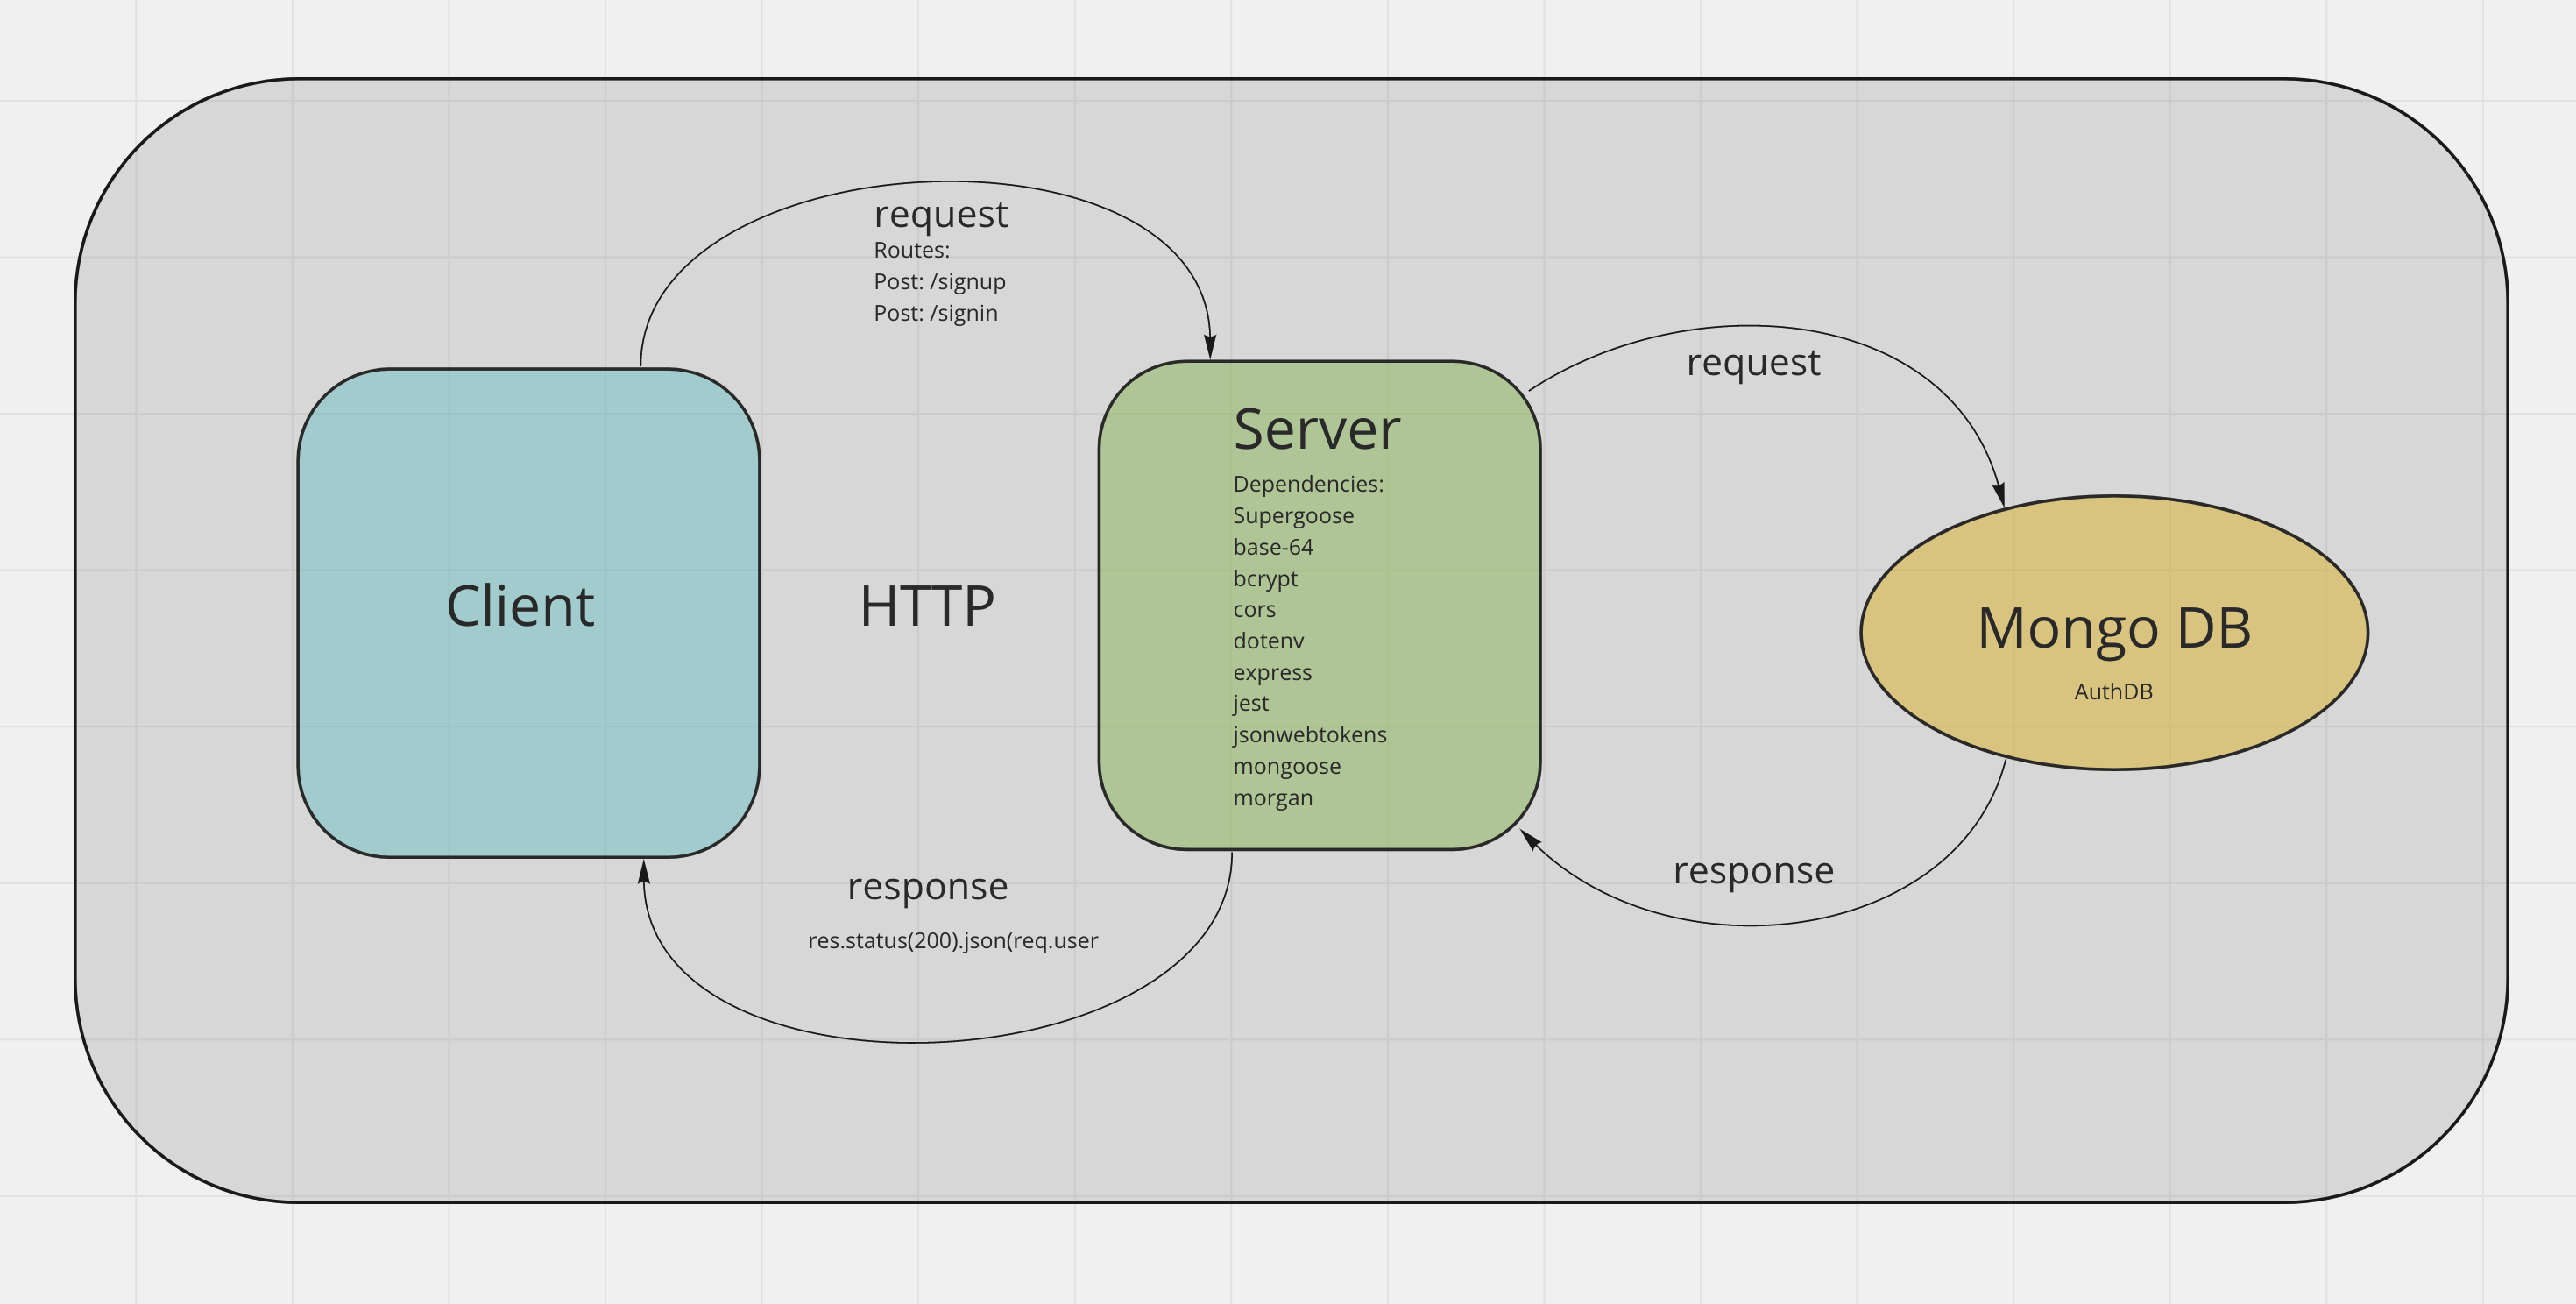 request
Routes:
Post: /signup
Post: /signin
request
Client
HTTP
Server
Dependencies:
Supergoose
base-64
bcrypt
cors
dotenv
express
jest
jsonwebtokens
mongoose
morgan
Mongo DB
AuthDB
response
res.status(200).json(req.user
response